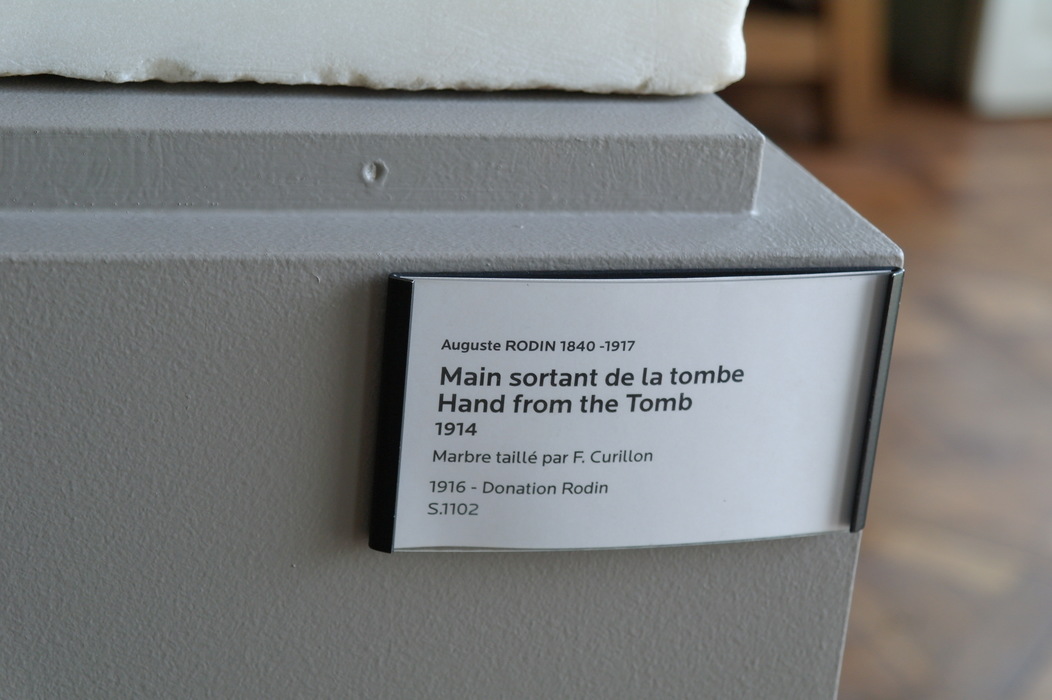 Auguste RODIN 1840 -1917
Main sortant de la tombe
Hand from the Tomb
1914
Marbre taillé par F. Curillon
1916 - Donation Rodin
S.1102